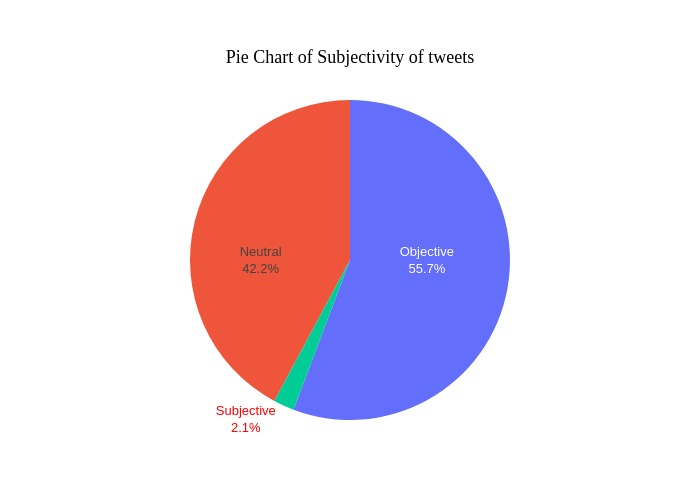 Pie Chart of Subjectivity of tweets
Neutral
42.2%
Objective
55.7%
Subjective
2.1%